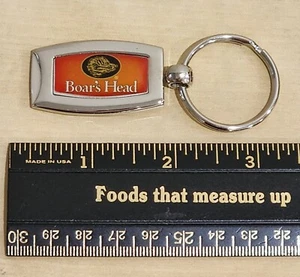 Boar's Head
MADE IN USA 1 2 3
Foods that measure up
30 29 28 27 26 25 24 23